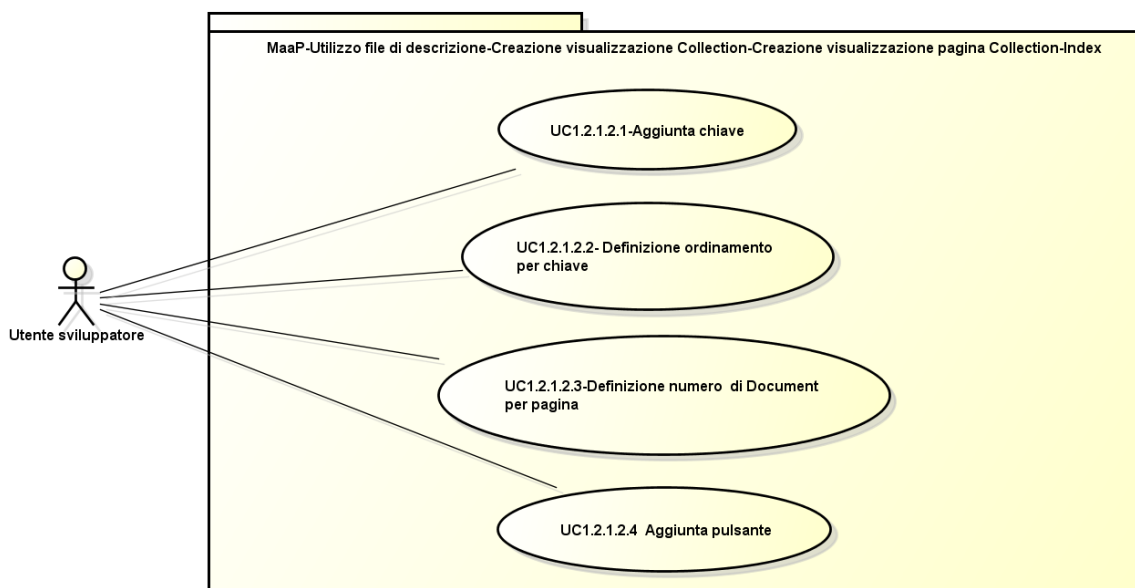 MaaP-Utilizzo file di descrizione-Creazione visualizzazione Collection-Creazione visualizzazione pagina Collection-Index
UC1.2.1.2.1-Aggiunta chiave
UC1.2.1.2.2- Definizione ordinamento
per chiave
Utente sviluppatore
UC1.2.1.2.3-Definizione numero  di Document
per pagina
UC1.2.1.2.4  Aggiunta pulsante